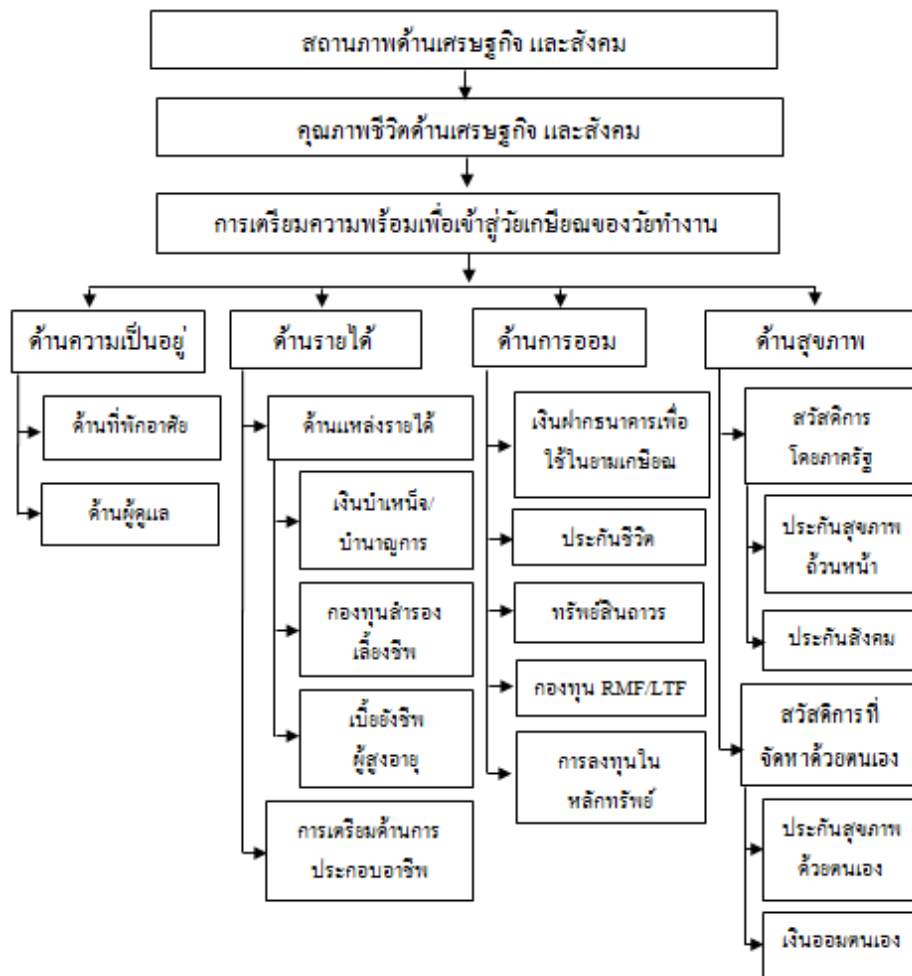 สถานภาพด้านเศรษฐกิจ และสังคม
คุณภาพชีวิตด้านเศรษฐกิจ และสังคม
การเตรียมความพร้อมเพื่อเข้าสู่วัยเกษียณของวัยทำงาน
ด้านความเป็นอยู่
ด้านที่พักอาศัย
ด้านผู้ดูแล
ด้านรายได้
ด้านแหล่งรายได้
เงินบำเหน็จ/
บำนาญการ
กองทุนสำรอง
เลี้ยงชีพ
เบี้ยยังชีพ
ผู้สูงอายุ
การเตรียมด้านการ
ประกอบอาชีพ
ด้านการออม
เงินฝากธนาคารเพื่อ
ใช้ในยามเกษียณ
ประกันชีวิต
ทรัพย์สินถาวร
กองทุน RMF/LTF
การลงทุนใน
หลักทรัพย์
ด้านสุขภาพ
สวัสดิการ
โดยภาครัฐ
ประกันสุขภาพ
ถ้วนหน้า
ประกันสังคม
สวัสดิการที่
จัดหาด้วยตนเอง
ประกันสุขภาพ
ด้วยตนเอง
เงินออมตนเอง